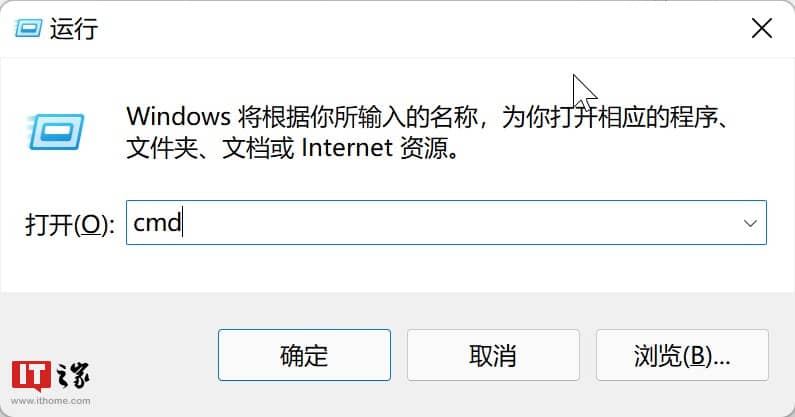 运行
Windows 将根据你所输入的名称，为你打开相应的程序、
文件夹、文档或 Internet 资源。
打开(O): cmd
确定 取消 浏览(B)...
IT之家
www.ithome.com